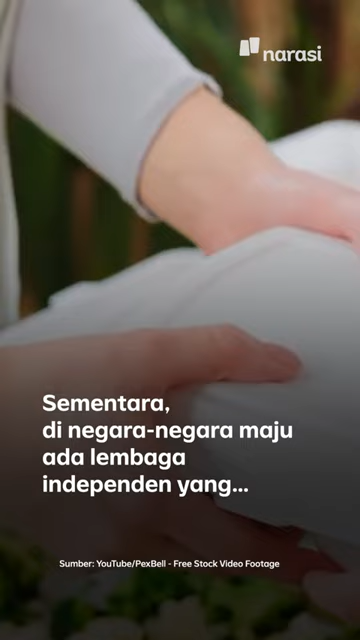 narasi
Sementara,
di negara-negara maju
ada lembaga
independen yang...
Sumber: YouTube/PexBell - Free Stock Video Footage